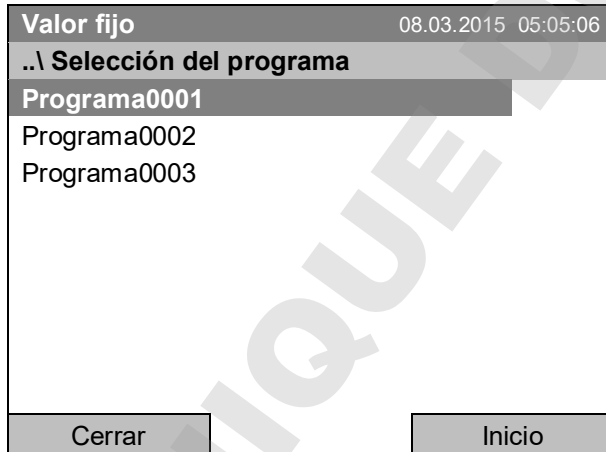 Valor fijo 08.03.2015 05:05:06
..\ Selección del programa
Programa0001
Programa0002
Programa0003
Cerrar Inicio